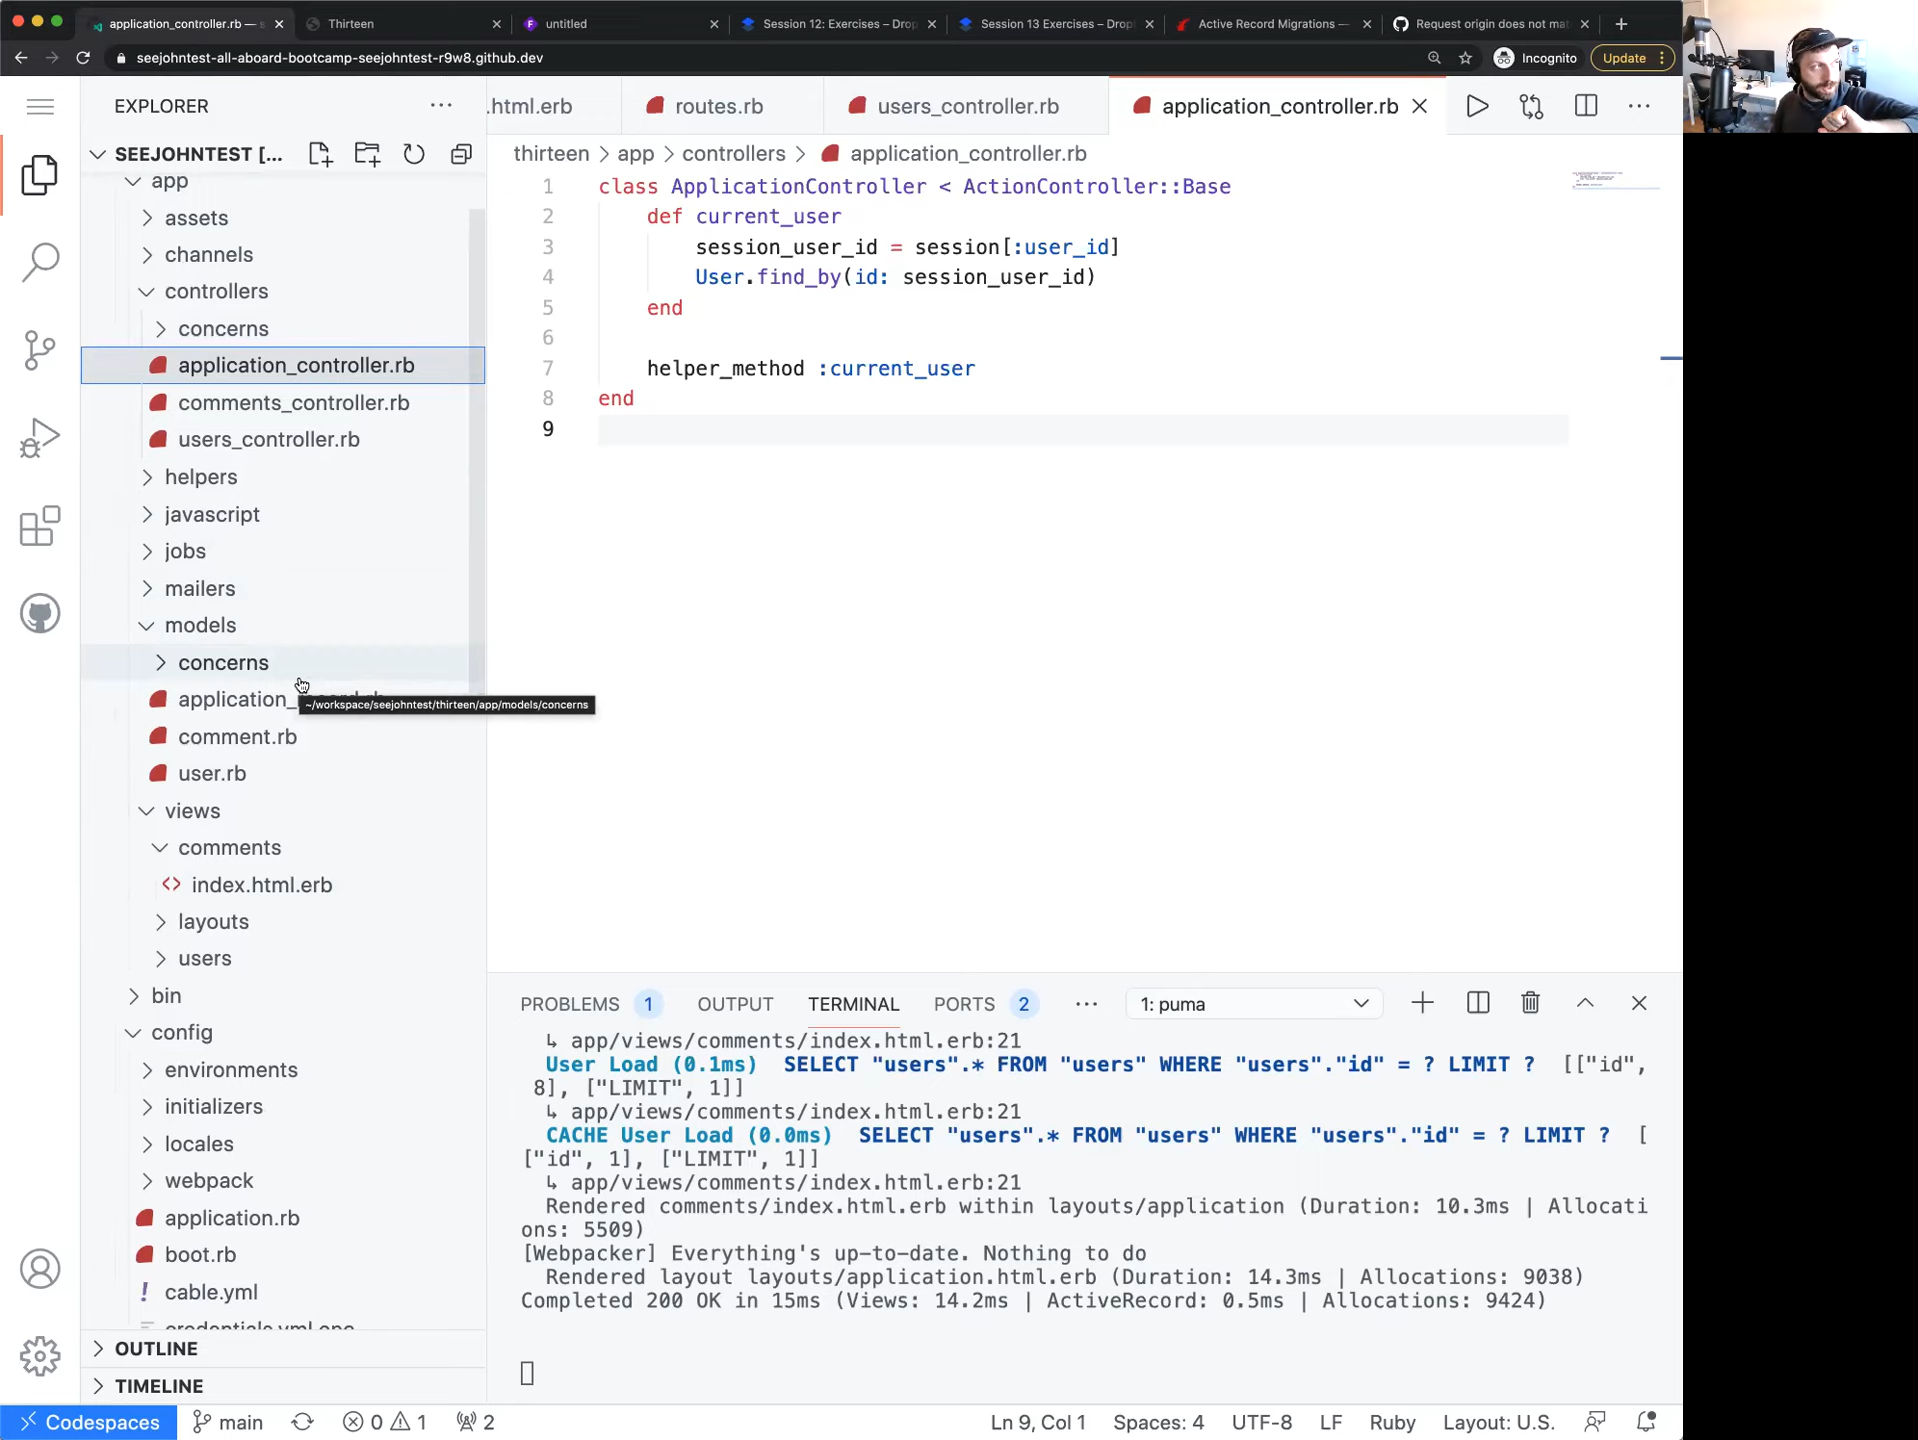 application_controller.rb — s
Thirteen
untitled
Session 12: Exercises – Drop
Session 13 Exercises – Drop
Active Record Migrations —
Request origin does not mat
seejohntest-all-aboard-bootcamp-seejohntest-r9w8.github.dev
Incognito
Update
EXPLORER
.html.erb
routes.rb
users_controller.rb
application_controller.rb
SEEJOHNTEST [...
thirteen > app > controllers > application_controller.rb
app
assets
channels
controllers
concerns
application_controller.rb
comments_controller.rb
users_controller.rb
helpers
javascript
jobs
mailers
models
concerns
application_
~/workspace/seejohntest/thirteen/app/models/concerns
comment.rb
user.rb
views
comments
index.html.erb
layouts
users
bin
config
environments
initializers
locales
webpack
application.rb
boot.rb
! cable.yml
OUTLINE
TIMELINE
1 class ApplicationController < ActionController::Base
2 def current_user
3 session_user_id = session[:user_id]
4 User.find_by(id: session_user_id)
5 end
6
7 helper_method :current_user
8 end
9
PROBLEMS 1 OUTPUT TERMINAL PORTS 2 ... 1: puma
↳ app/views/comments/index.html.erb:21
User Load (0.1ms) SELECT "users".* FROM "users" WHERE "users"."id" = ? LIMIT ? [["id",
8], ["LIMIT", 1]]
↳ app/views/comments/index.html.erb:21
CACHE User Load (0.0ms) SELECT "users".* FROM "users" WHERE "users"."id" = ? LIMIT ? [
["id", 1], ["LIMIT", 1]]
↳ app/views/comments/index.html.erb:21
Rendered comments/index.html.erb within layouts/application (Duration: 10.3ms | Allocati
ons: 5509)
[Webpacker] Everything's up-to-date. Nothing to do
Rendered layout layouts/application.html.erb (Duration: 14.3ms | Allocations: 9038)
Completed 200 OK in 15ms (Views: 14.2ms | ActiveRecord: 0.5ms | Allocations: 9424)
Codespaces main 0 1 2 Ln 9, Col 1 Spaces: 4 UTF-8 LF Ruby Layout: U.S.